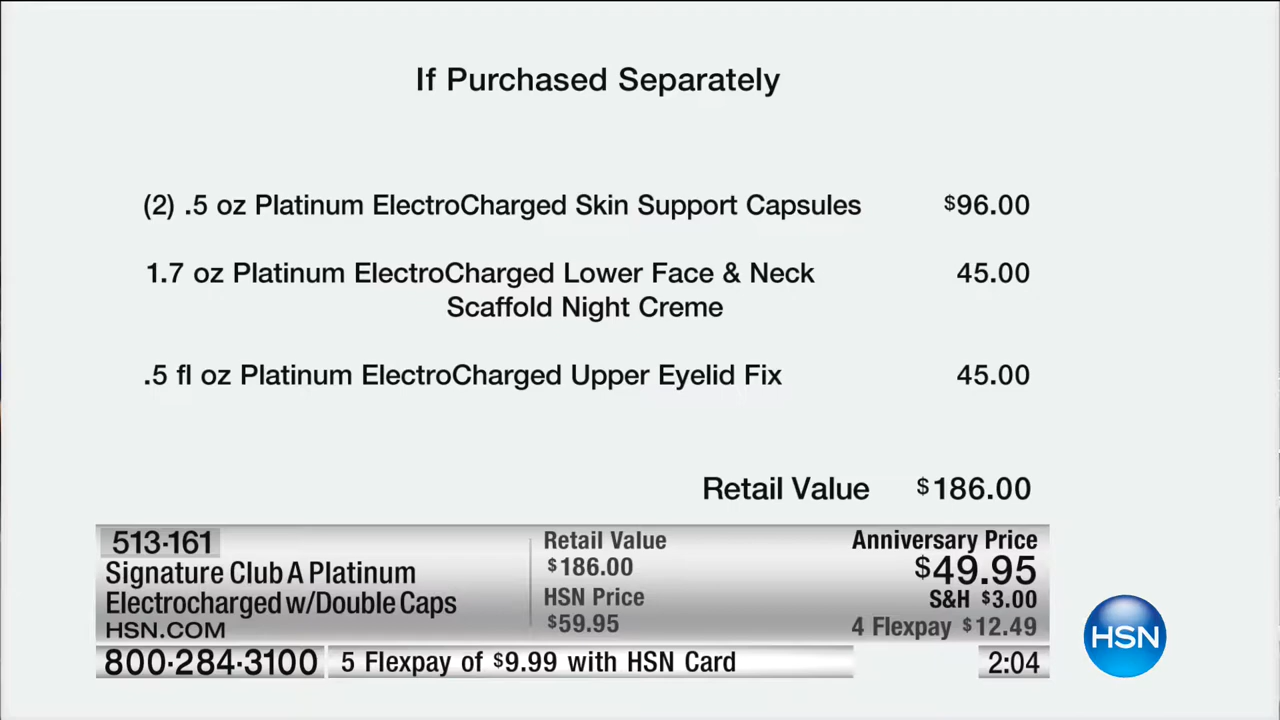 If Purchased Separately
(2) .5 oz Platinum ElectroCharged Skin Support Capsules $96.00
1.7 oz Platinum ElectroCharged Lower Face & Neck 45.00
Scaffold Night Creme
.5 fl oz Platinum ElectroCharged Upper Eyelid Fix 45.00
Retail Value $186.00
513-161
Signature Club A Platinum
Electrocharged w/Double Caps
HSN.COM
Retail Value
$186.00
HSN Price
$59.95
Anniversary Price
$49.95
S&H $3.00
4 Flexpay $12.49
HSN
800·284·3100
5 Flexpay of $9.99 with HSN Card
2:04